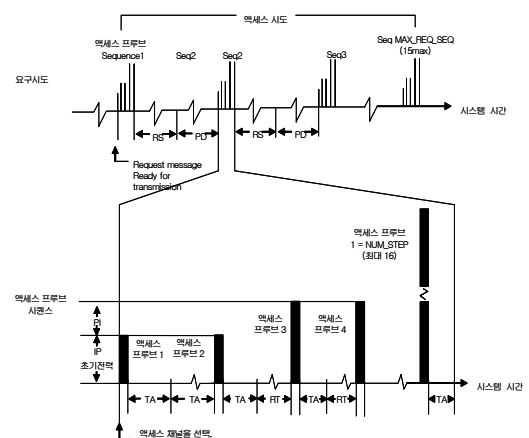 액세스 시도
액세스 프루브
Sequence1
Seq2
Seq2
Seq3
Seq MAX_REQ_SEQ
(15max)
요구시도
시스템 시간
RS
PD
RS
PD
Request message
Ready for
transmission
액세스 프루브
1 = NUM_STEP
(최대 16)
액세스 프루브
시퀀스
PI
IP
초기전력
액세스
프루브 1
액세스
프루브 2
액세스
프루브 3
액세스
프루브 4
시스템 시간
TA
TA
TA
RT
TA
RT
TA
액세스 채널을 선택.